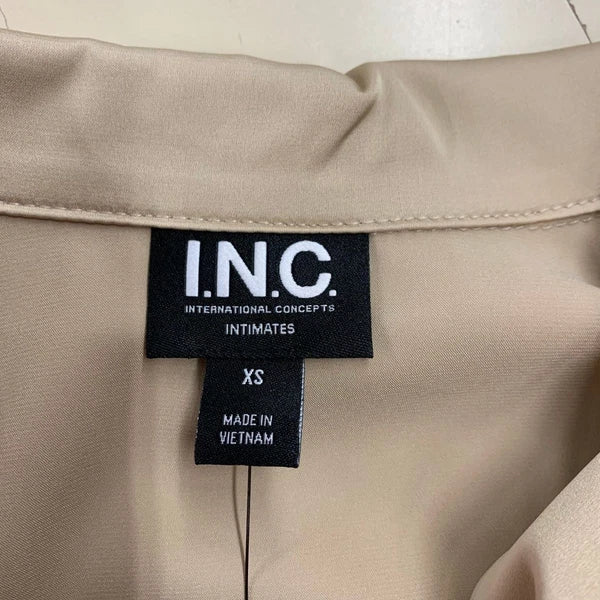 I.N.C.
INTERNATIONAL CONCEPTS
INTIMATES
XS
MADE IN
VIETNAM